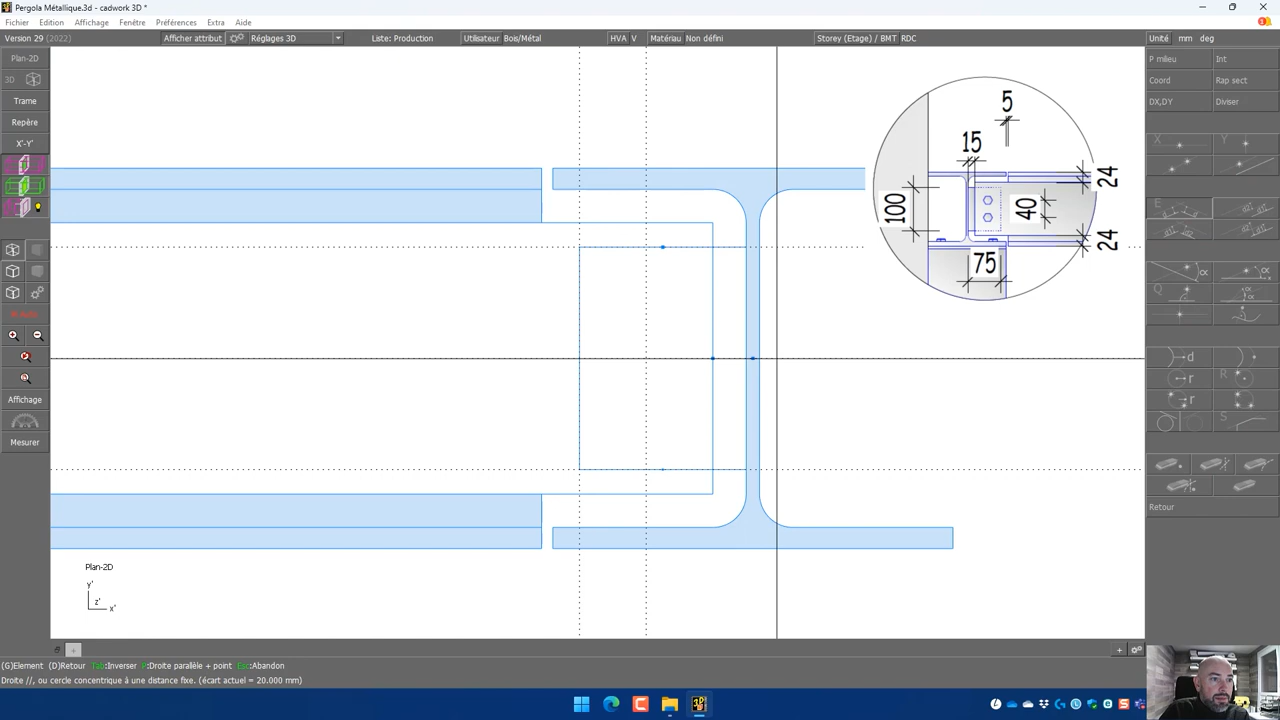 Pergola Métallique.3d - cadwork 3D *
Fichier Edition Affichage Fenêtre Préférences Extra Aide
Version 29 (2022) Afficher attribut Réglages 3D Liste: Production Utilisateur Bois/Métal HVA V Matériau Non défini Storey (Etage) / BMT RDC Unité mm deg
Plan-2D
3D
Trame
Repère
X'-Y'
Affichage
Mesurer
P milieu Int
Coord Rap sect
DX,DY Diviser
X Y
E
Q
d
r R
r
S
Retour
5
15
24
100
40
24
75
Plan-2D
y'
z'
x'
(G)Element (D)Retour Tab:Inverser P:Droite parallèle + point Esc:Abandon
Droite //, ou cercle concentrique à une distance fixe. (écart actuel = 20.000 mm)